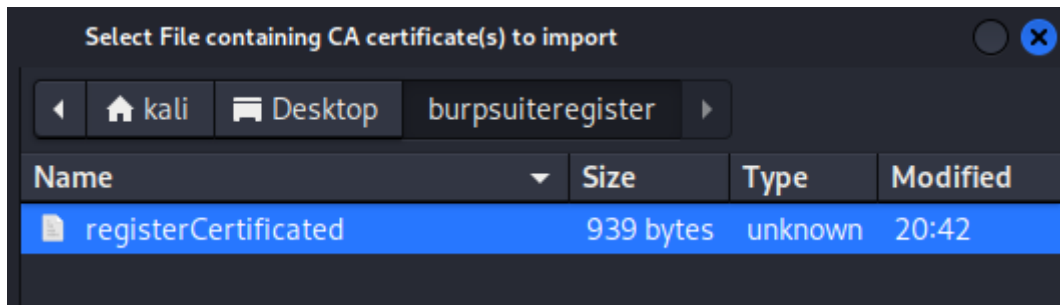 Select File containing CA certificate(s) to import
kali Desktop burpsuiteregister
Name Size Type Modified
registerCertificated 939 bytes unknown 20:42